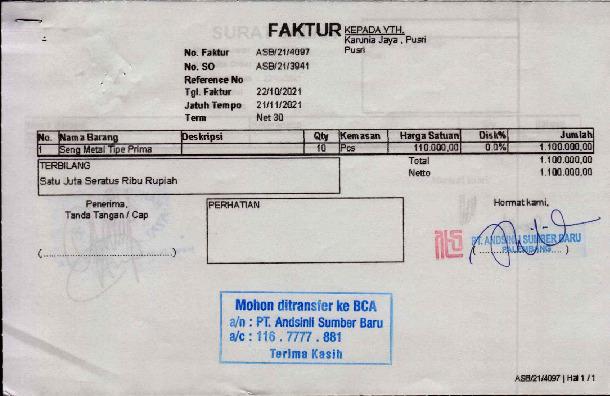 FAKTUR
KEPADA YTH.
Karunia Jaya , Pusri
Pusri
No. Faktur ASB/21/4097
No. SO ASB/21/3941
Reference No
Tgl. Faktur 22/10/2021
Jatuh Tempo 21/11/2021
Term Net 30
No. Nama Barang Deskripsi Qty Kemasan Harga Satuan Disk% Jumlah
1 Seng Metal Tipe Prima 10 Pcs 110.000,00 0.0% 1.100.000,00
TERBILANG
Satu Juta Seratus Ribu Rupiah
Total 1.100.000,00
Netto 1.100.000,00
Penerima,
Tanda Tangan / Cap
PERHATIAN
Hormat kami,
PT. ANDSINLI SUMBER BARU
PALEMBANG
Mohon ditransfer ke BCA
a/n : PT. Andsinli Sumber Baru
a/c : 116 . 7777 . 881
Terima Kasih
ASB/21/4097 | Hal 1 / 1